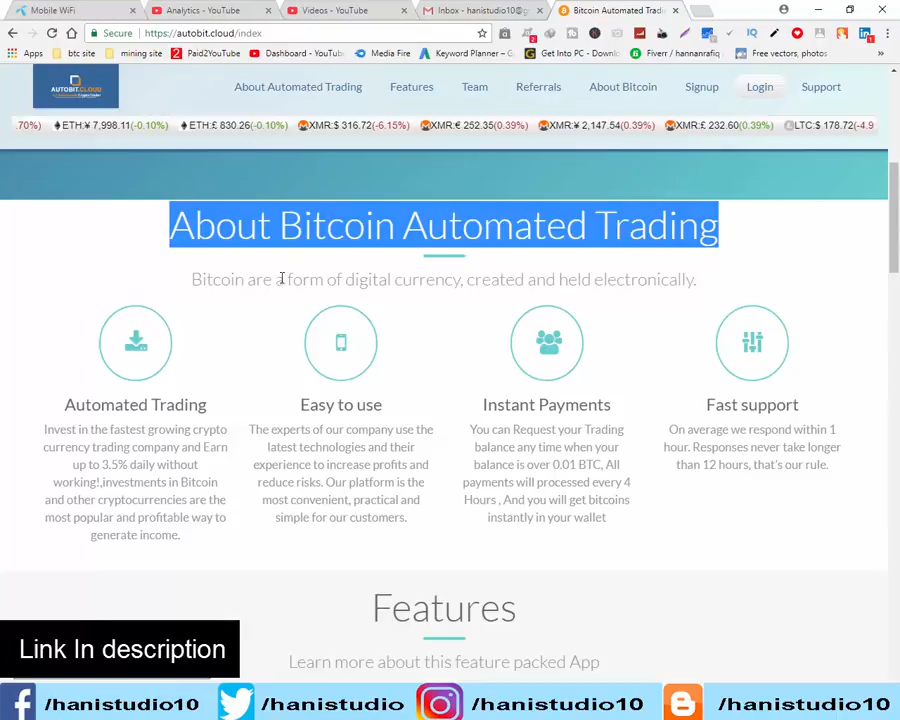 Mobile WiFi
Analytics - YouTube
Videos - YouTube
Inbox - hanistudio10@g
Bitcoin Automated Tradi
Secure
https://autobit.cloud/index
Apps
btc site
mining site
Paid2YouTube
Dashboard - YouTub
Media Fire
Keyword Planner – G
Get Into PC - Downlo
Fiverr / hannanrafiq
Free vectors, photos
AUTOBIT.CLOUD
About Automated Trading
Features
Team
Referrals
About Bitcoin
Signup
Login
Support
.70%) ETH:¥ 7,998.11(-0.10%) ETH:£ 830.26(-0.10%) XMR:$ 316.72(-6.15%) XMR:€ 252.35(0.39%) XMR:¥ 2,147.54(0.39%) XMR:£ 232.60(0.39%) LTC:$ 178.72(-4.9
About Bitcoin Automated Trading
Bitcoin are a form of digital currency, created and held electronically.
Automated Trading
Invest in the fastest growing crypto
currency trading company and Earn
up to 3.5% daily without
working!,investments in Bitcoin
and other cryptocurrencies are the
most popular and profitable way to
generate income.
Easy to use
The experts of our company use the
latest technologies and their
experience to increase profits and
reduce risks. Our platform is the
most convenient, practical and
simple for our customers.
Instant Payments
You can Request your Trading
balance any time when your
balance is over 0.01 BTC, All
payments will processed every 4
Hours , And you will get bitcoins
instantly in your wallet
Fast support
On average we respond within 1
hour. Responses never take longer
than 12 hours, that's our rule.
Features
Learn more about this feature packed App
Link In description
/hanistudio10
/hanistudio
/hanistudio10
/hanistudio10